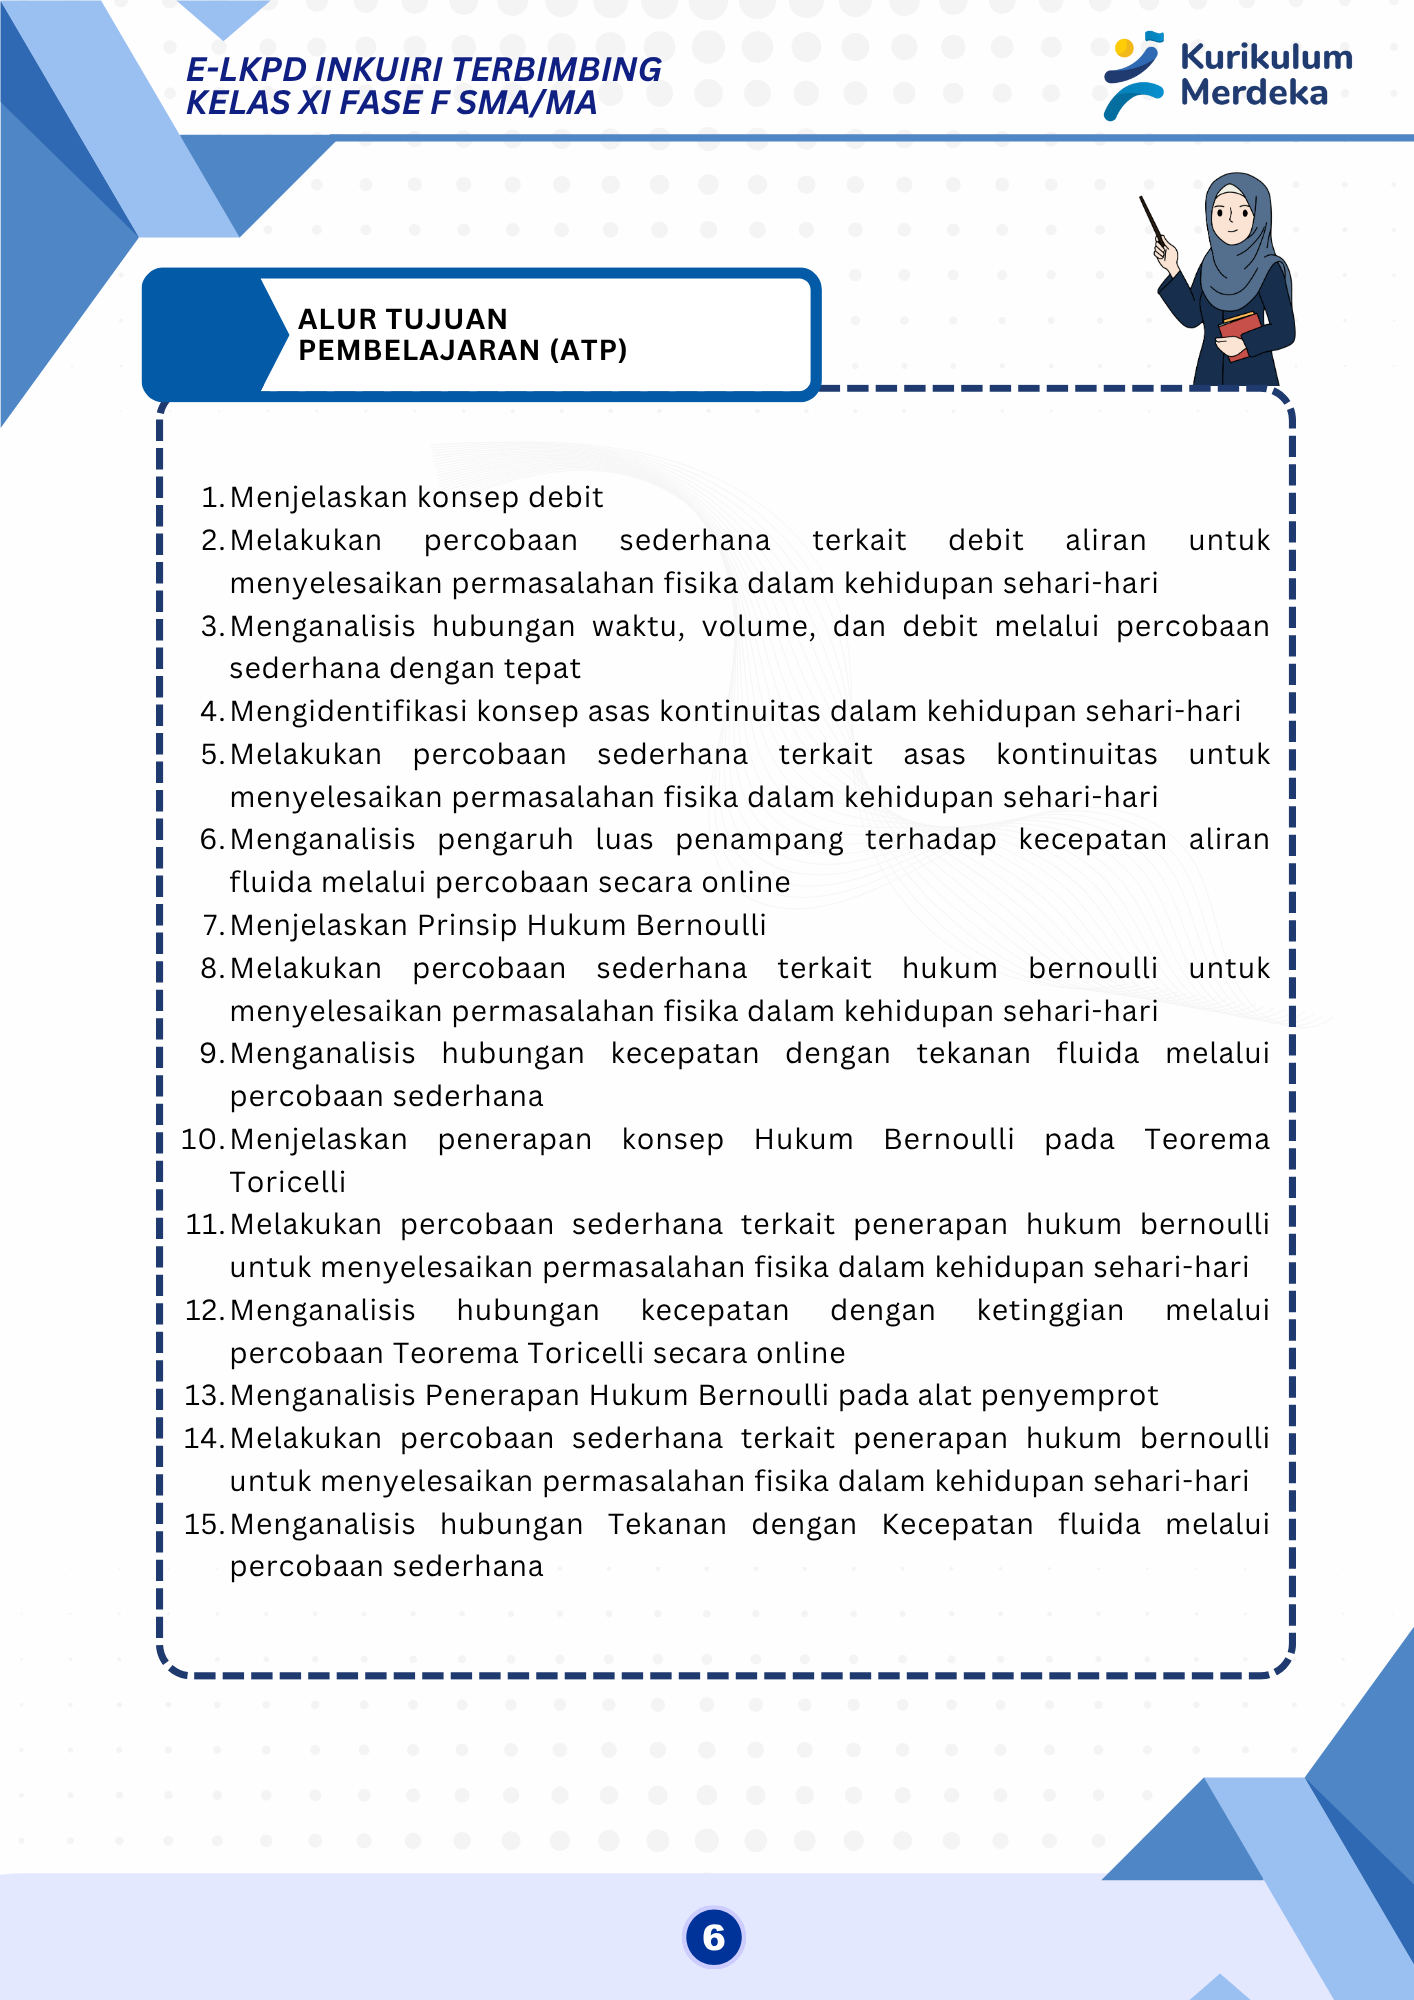 E-LKPD INKUIRI TERBIMBING
KELAS XI FASE F SMA/MA
Kurikulum
Merdeka
ALUR TUJUAN
PEMBELAJARAN (ATP)
1. Menjelaskan konsep debit
2. Melakukan percobaan sederhana terkait debit aliran untuk
menyelesaikan permasalahan fisika dalam kehidupan sehari-hari
3. Menganalisis hubungan waktu, volume, dan debit melalui percobaan
sederhana dengan tepat
4. Mengidentifikasi konsep asas kontinuitas dalam kehidupan sehari-hari
5. Melakukan percobaan sederhana terkait asas kontinuitas untuk
menyelesaikan permasalahan fisika dalam kehidupan sehari-hari
6. Menganalisis pengaruh luas penampang terhadap kecepatan aliran
fluida melalui percobaan secara online
7. Menjelaskan Prinsip Hukum Bernoulli
8. Melakukan percobaan sederhana terkait hukum bernoulli untuk
menyelesaikan permasalahan fisika dalam kehidupan sehari-hari
9. Menganalisis hubungan kecepatan dengan tekanan fluida melalui
percobaan sederhana
10. Menjelaskan penerapan konsep Hukum Bernoulli pada Teorema
Toricelli
11. Melakukan percobaan sederhana terkait penerapan hukum bernoulli
untuk menyelesaikan permasalahan fisika dalam kehidupan sehari-hari
12. Menganalisis hubungan kecepatan dengan ketinggian melalui
percobaan Teorema Toricelli secara online
13. Menganalisis Penerapan Hukum Bernoulli pada alat penyemprot
14. Melakukan percobaan sederhana terkait penerapan hukum bernoulli
untuk menyelesaikan permasalahan fisika dalam kehidupan sehari-hari
15. Menganalisis hubungan Tekanan dengan Kecepatan fluida melalui
percobaan sederhana
6